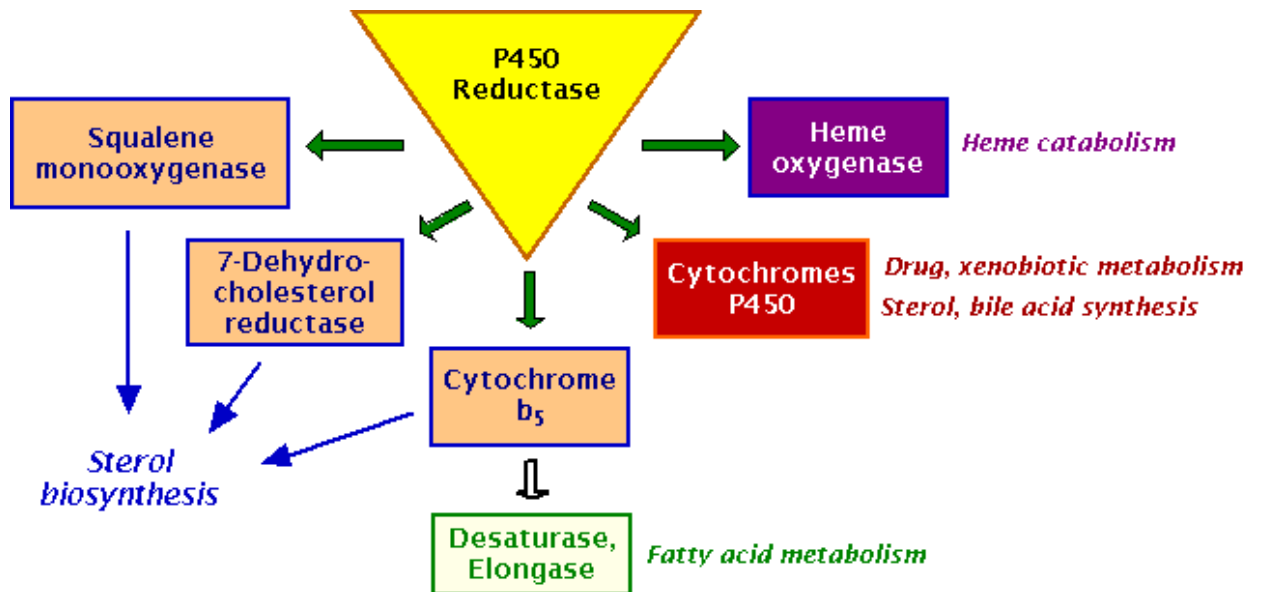 P450
Reductase
Squalene
monooxygenase
Heme
oxygenase
Heme catabolism
7-Dehydro-
cholesterol
reductase
Cytochromes
P450
Drug, xenobiotic metabolism
Sterol, bile acid synthesis
Cytochrome
b₅
Sterol
biosynthesis
Desaturase,
Elongase
Fatty acid metabolism